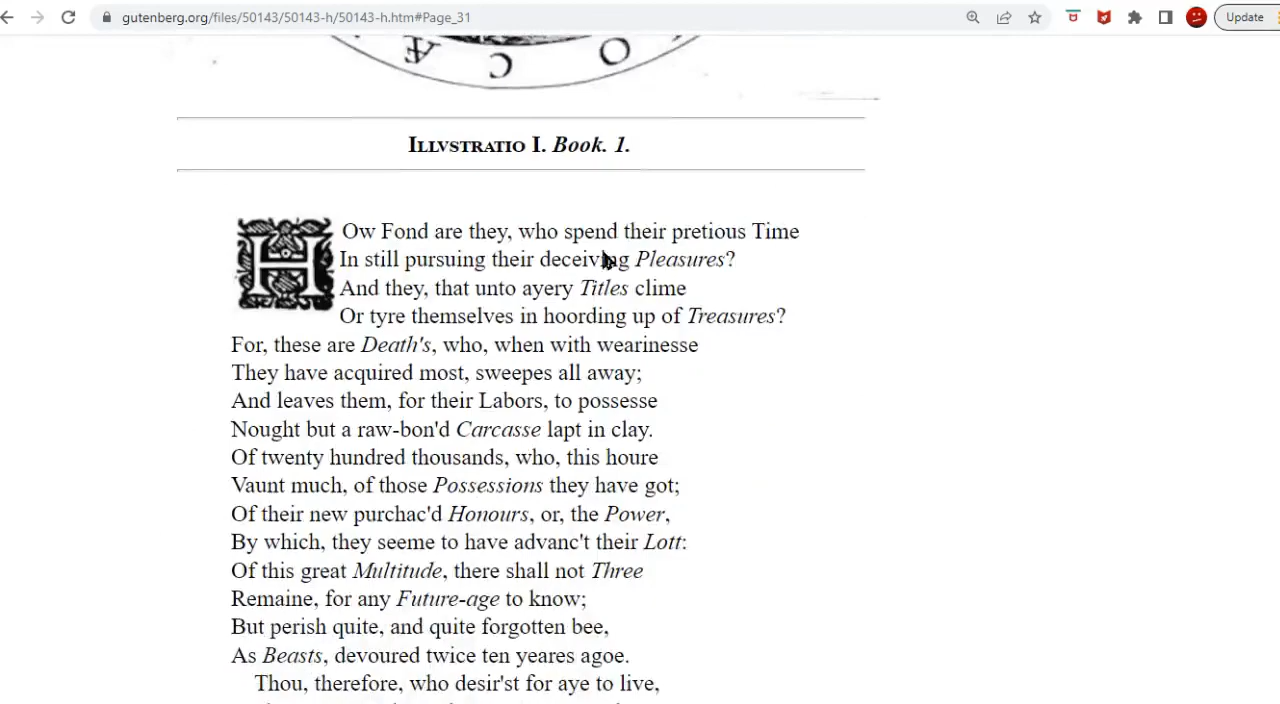 gutenberg.org/files/50143/50143-h/50143-h.htm#Page_31
Update
C O
ILLVSTRATIO I. Book. 1.
HOw Fond are they, who spend their pretious Time
In still pursuing their deceiving Pleasures?
And they, that unto ayery Titles clime
Or tyre themselves in hoording up of Treasures?
For, these are Death's, who, when with wearinesse
They have acquired most, sweepes all away;
And leaves them, for their Labors, to possesse
Nought but a raw-bon'd Carcasse lapt in clay.
Of twenty hundred thousands, who, this houre
Vaunt much, of those Possessions they have got;
Of their new purchac'd Honours, or, the Power,
By which, they seeme to have advanc't their Lott:
Of this great Multitude, there shall not Three
Remaine, for any Future-age to know;
But perish quite, and quite forgotten bee,
As Beasts, devoured twice ten yeares agoe.
Thou, therefore, who desir'st for aye to live,